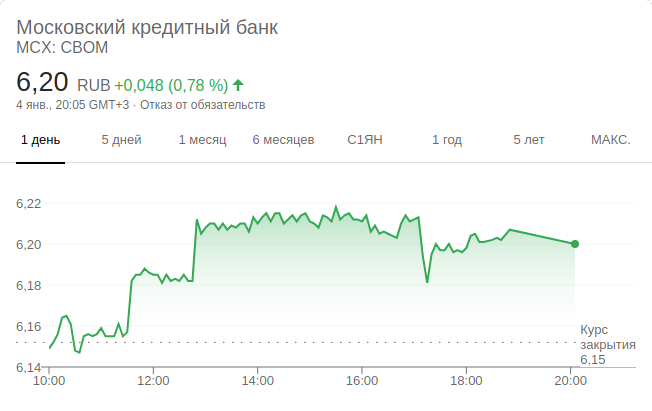 Московский кредитный банк
MCX: CBOM
6,20 RUB +0,048 (0,78 %)
4 янв., 20:05 GMT+3 · Отказ от обязательств
1 день 5 дней 1 месяц 6 месяцев С1ЯН 1 год 5 лет МАКС.
6,22
6,20
6,18
6,16
6,14
Курс
закрытия
6,15
10:00 12:00 14:00 16:00 18:00 20:00